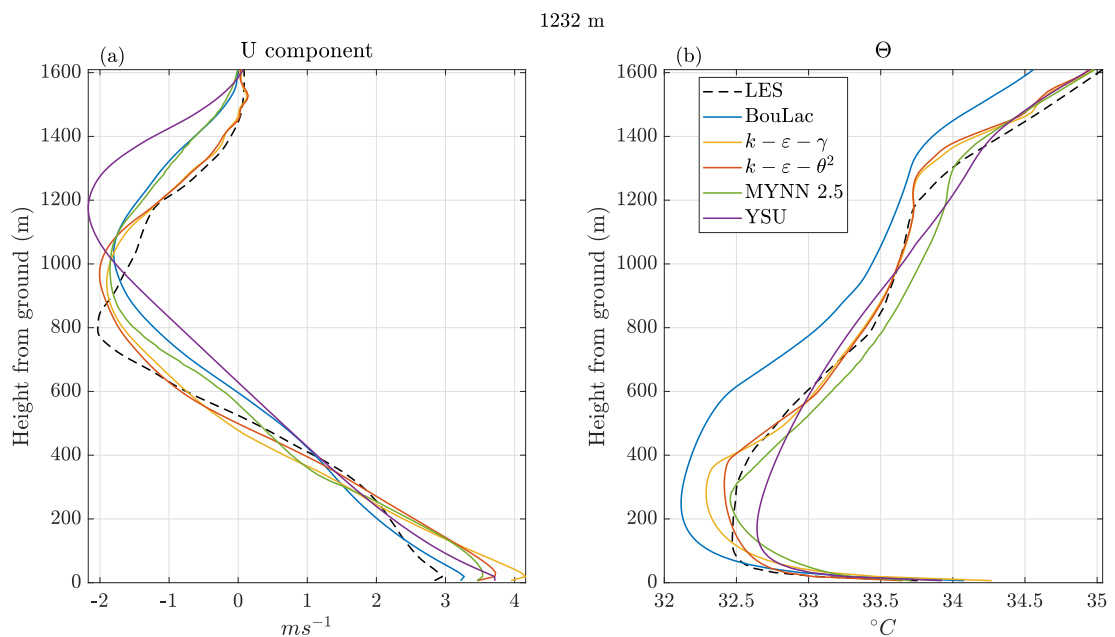 1232 m
(a)
U component
1600
1400
1200
1000
800
600
400
200
0
Height from ground (m)
-2 -1 0 1 2 3 4
ms⁻¹
(b)
Θ
1600
1400
1200
1000
800
600
400
200
0
Height from ground (m)
LES
BouLac
k − ε − γ
k − ε − θ²
MYNN 2.5
YSU
32 32.5 33 33.5 34 34.5 35
°C